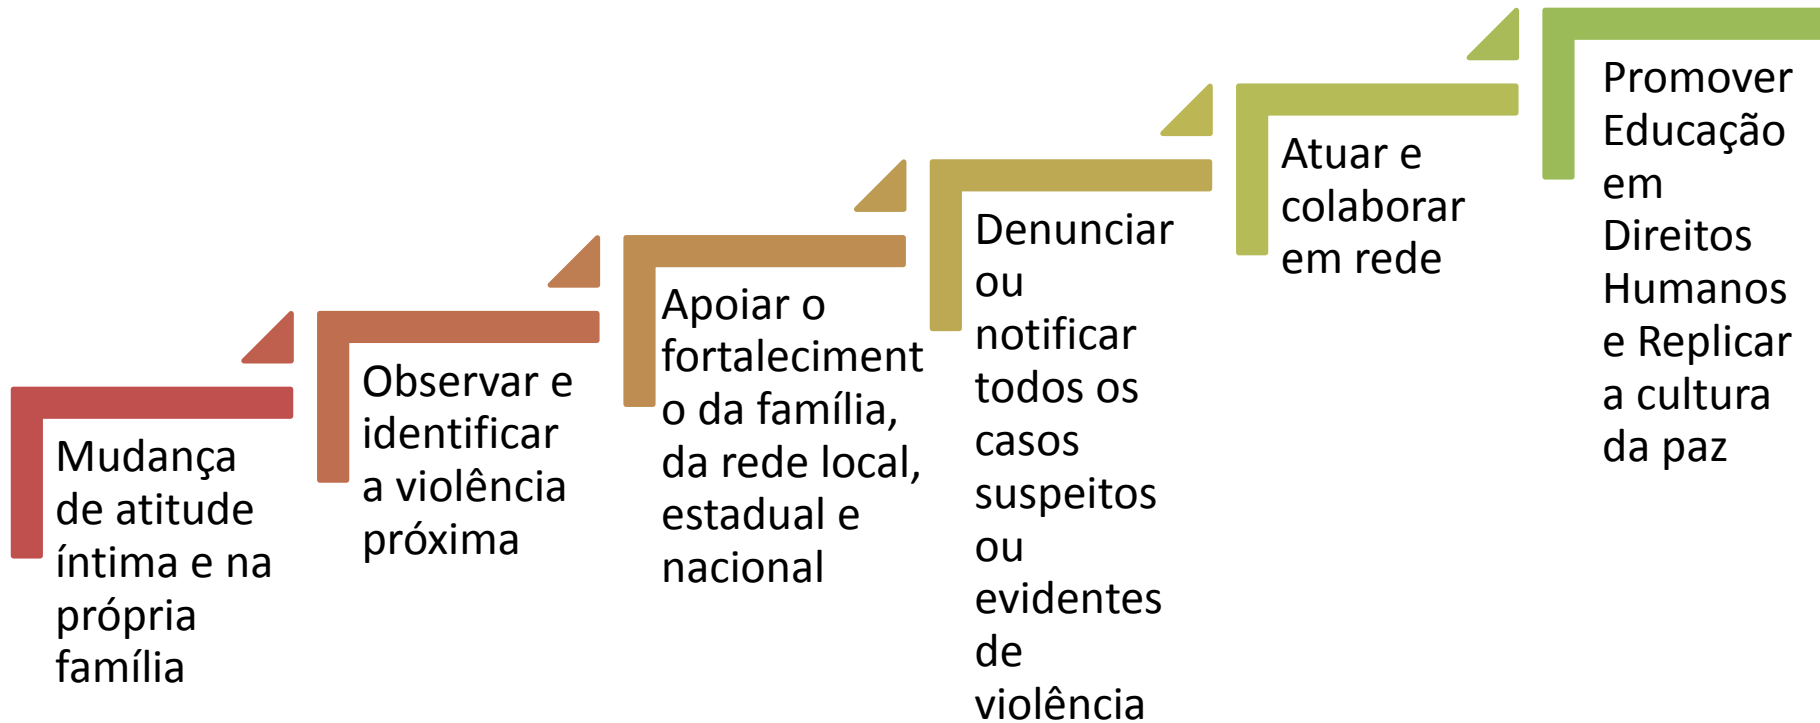 Mudança
de atitude
íntima e na
própria
família
Observar e
identificar
a violência
próxima
Apoiar o
fortaleciment
o da família,
da rede local,
estadual e
nacional
Denunciar
ou
notificar
todos os
casos
suspeitos
ou
evidentes
de
violência
Atuar e
colaborar
em rede
Promover
Educação
em
Direitos
Humanos
e Replicar
a cultura
da paz